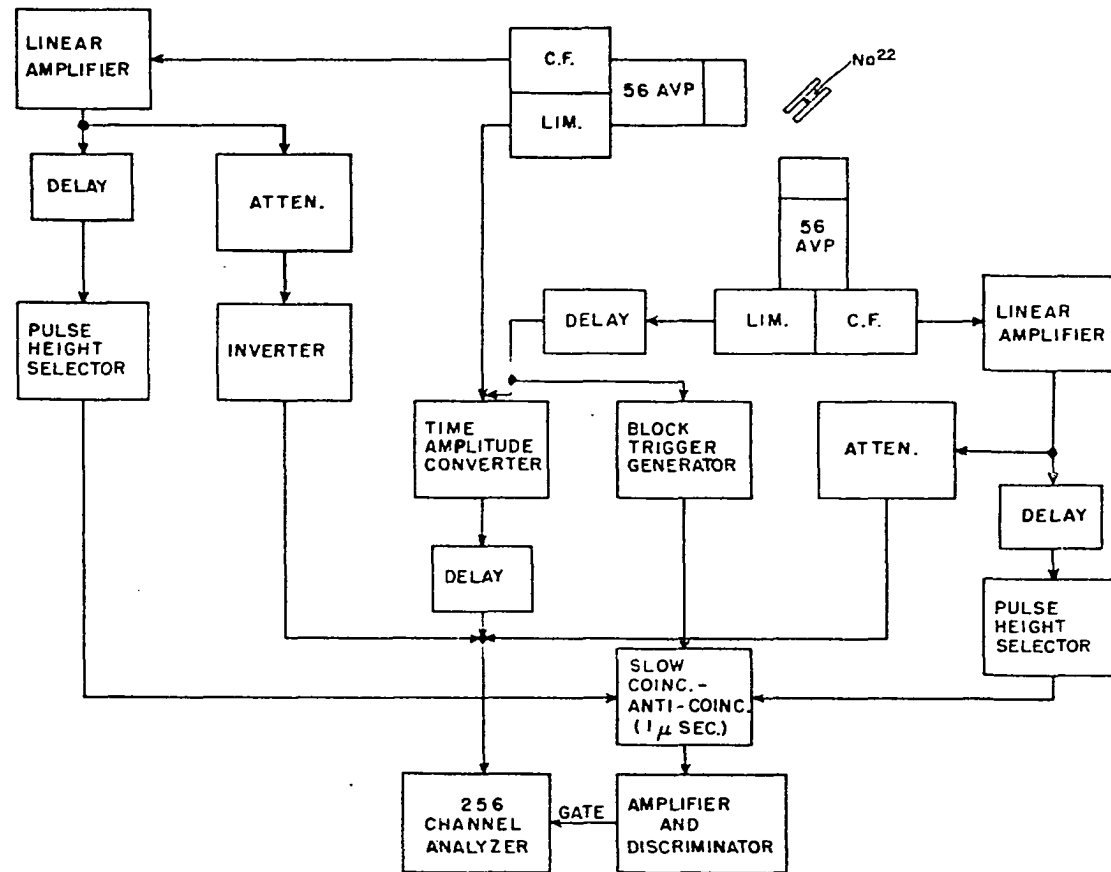 LINEAR
AMPLIFIER
C.F.
56 AVP
LIM.
Na22
DELAY
ATTEN.
56
AVP
PULSE
HEIGHT
SELECTOR
INVERTER
DELAY
LIM.
C.F.
LINEAR
AMPLIFIER
TIME
AMPLITUDE
CONVERTER
BLOCK
TRIGGER
GENERATOR
ATTEN.
DELAY
DELAY
PULSE
HEIGHT
SELECTOR
SLOW
COINC.-
ANTI-COINC.
(1 μ SEC.)
256
CHANNEL
ANALYZER
GATE
AMPLIFIER
AND
DISCRIMINATOR